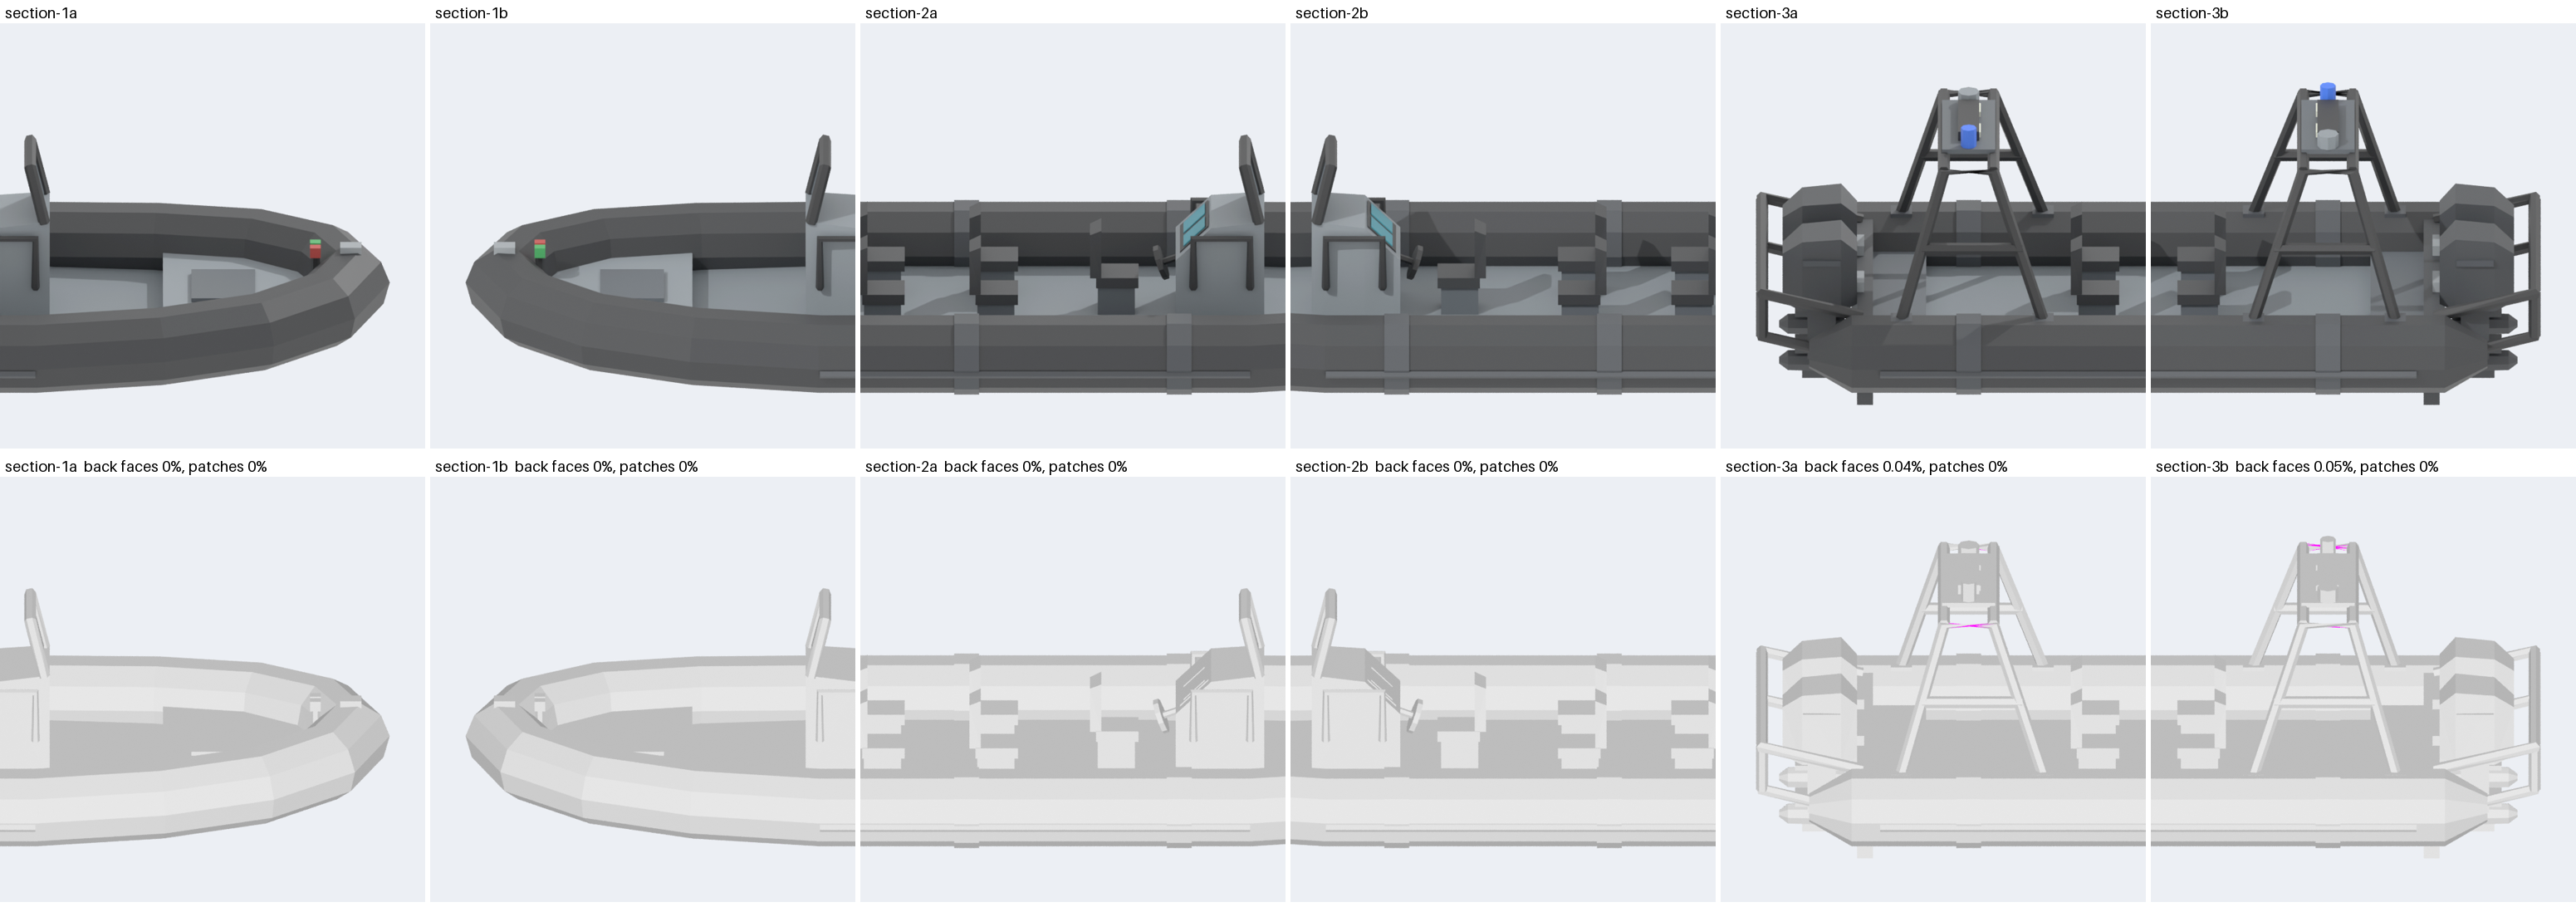 section-1a
section-1b
section-2a
section-2b
section-3a
section-3b
section-1a back faces 0%, patches 0%
section-1b back faces 0%, patches 0%
section-2a back faces 0%, patches 0%
section-2b back faces 0%, patches 0%
section-3a back faces 0.04%, patches 0%
section-3b back faces 0.05%, patches 0%